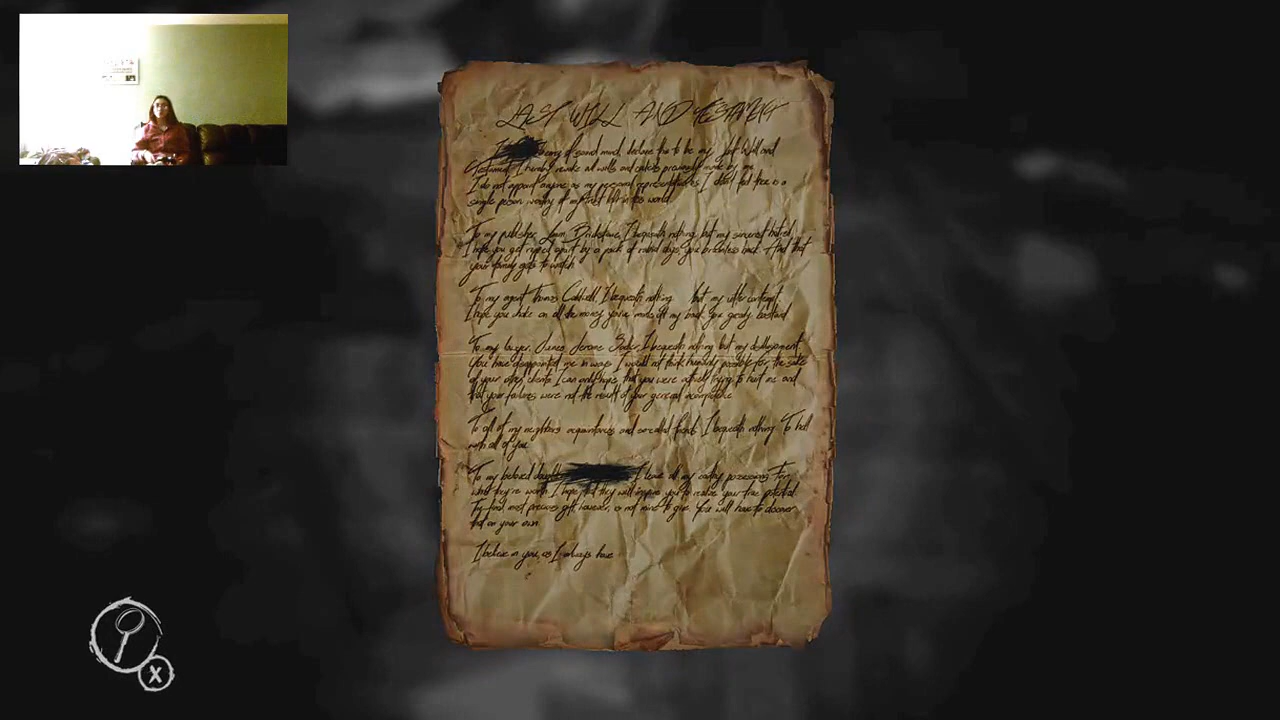 LAST WILL AND TESTAMENT
being of sound mind, declare this to be my last Will and
Testament. I hereby revoke all wills and codicils previously made by me.
I do not appoint anyone as my personal representative as I don't feel there is a
single person worthy of my trust left in this world.
To my publisher, I bequeath nothing but my sincerest hatred.
I hope you get ripped apart by a pack of rabid dogs, you brainless hack. And that
your family gets to watch.
To my agent Thomas Caldwell, I bequeath nothing but my utter contempt.
I hope you choke on all the money you've made off my back. You greedy bastard
To my lawyer, James Jerome I bequeath nothing but my disappointment.
You have disappointed me in ways I would not think humanly possible for the sake
of your other clients I can only hope that you were actively trying to hurt me and
that your failures were not the result of your general incompetence.
To all of my neighbors acquaintances and so-called friends, I bequeath nothing. To hell
with all of you.
To my beloved daughter I leave all my earthly possessions. For
what they're worth I hope that they will inspire you to realize your true potential.
final most precious gift, however, is not mine to give. You will have to discover
that on your own.
I believe in you, as I always have.
X